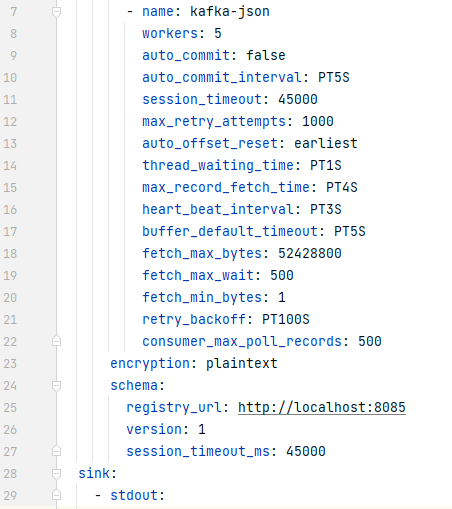 7 - name: kafka-json
8 workers: 5
9 auto_commit: false
10 auto_commit_interval: PT5S
11 session_timeout: 45000
12 max_retry_attempts: 1000
13 auto_offset_reset: earliest
14 thread_waiting_time: PT1S
15 max_record_fetch_time: PT4S
16 heart_beat_interval: PT3S
17 buffer_default_timeout: PT5S
18 fetch_max_bytes: 52428800
19 fetch_max_wait: 500
20 fetch_min_bytes: 1
21 retry_backoff: PT100S
22 consumer_max_poll_records: 500
23 encryption: plaintext
24 schema:
25 registry_url: http://localhost:8085
26 version: 1
27 session_timeout_ms: 45000
28 sink:
29 - stdout: